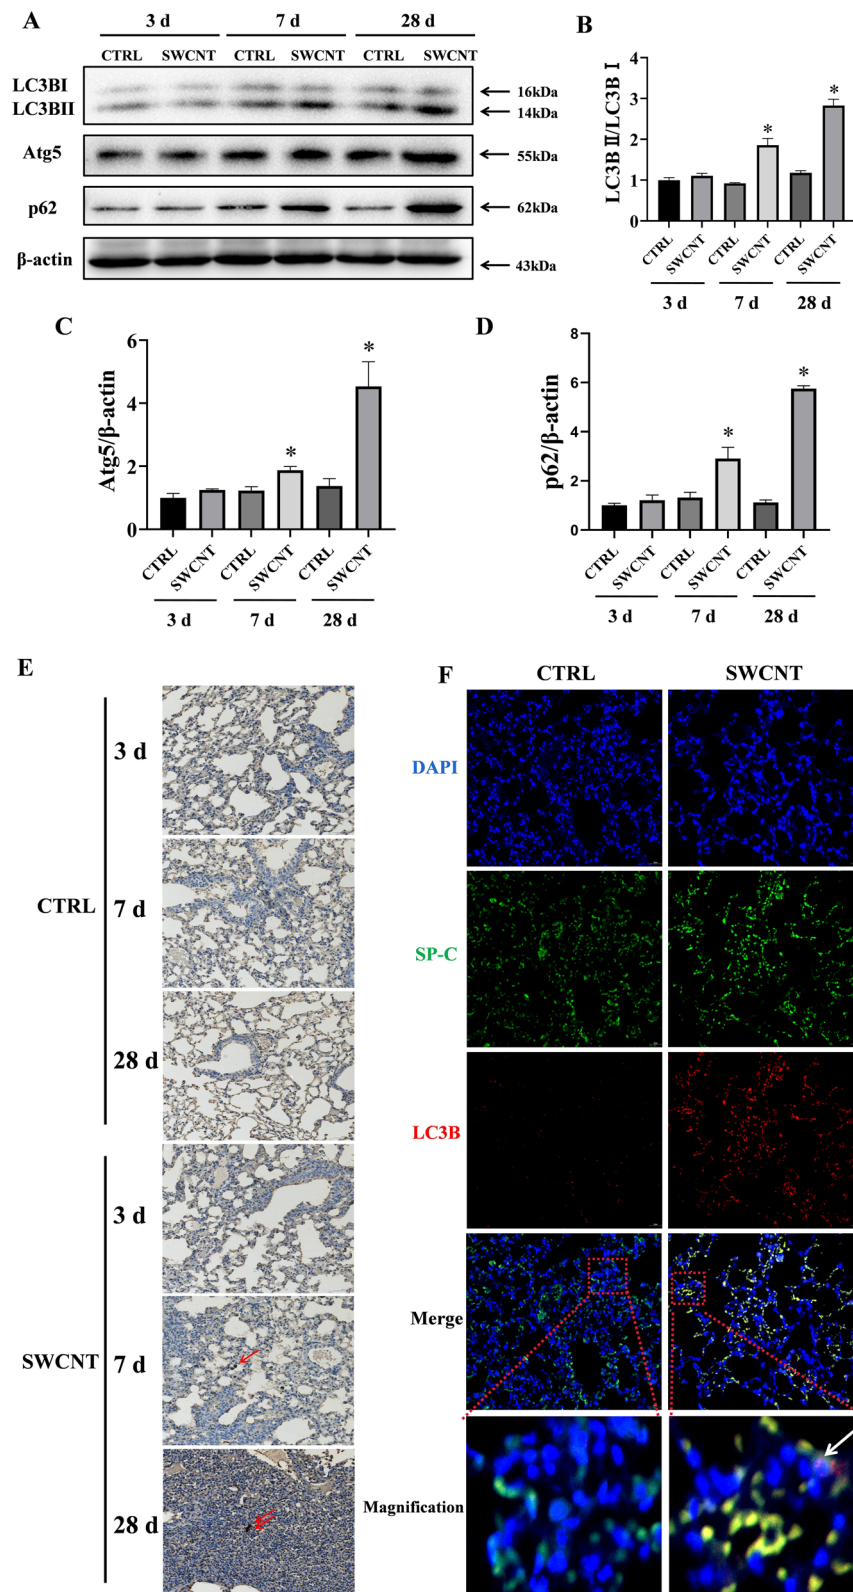 A
3 d
7 d
28 d
CTRL SWCNT CTRL SWCNT CTRL SWCNT
LC3BI
LC3BII
16kDa
14kDa
Atg5
55kDa
p62
62kDa
β-actin
43kDa
B
LC3B II/LC3B I
4
3
2
1
0
CTRL
SWCNT
CTRL
SWCNT
CTRL
SWCNT
*
*
3 d
7 d
28 d
C
Atg5/β-actin
6
4
2
0
CTRL
SWCNT
CTRL
SWCNT
CTRL
SWCNT
*
*
3 d
7 d
28 d
D
p62/β-actin
8
6
4
2
0
CTRL
SWCNT
CTRL
SWCNT
CTRL
SWCNT
*
*
3 d
7 d
28 d
E
CTRL
3 d
7 d
28 d
SWCNT
3 d
7 d
28 d
F
CTRL
SWCNT
DAPI
SP-C
LC3B
Merge
Magnification